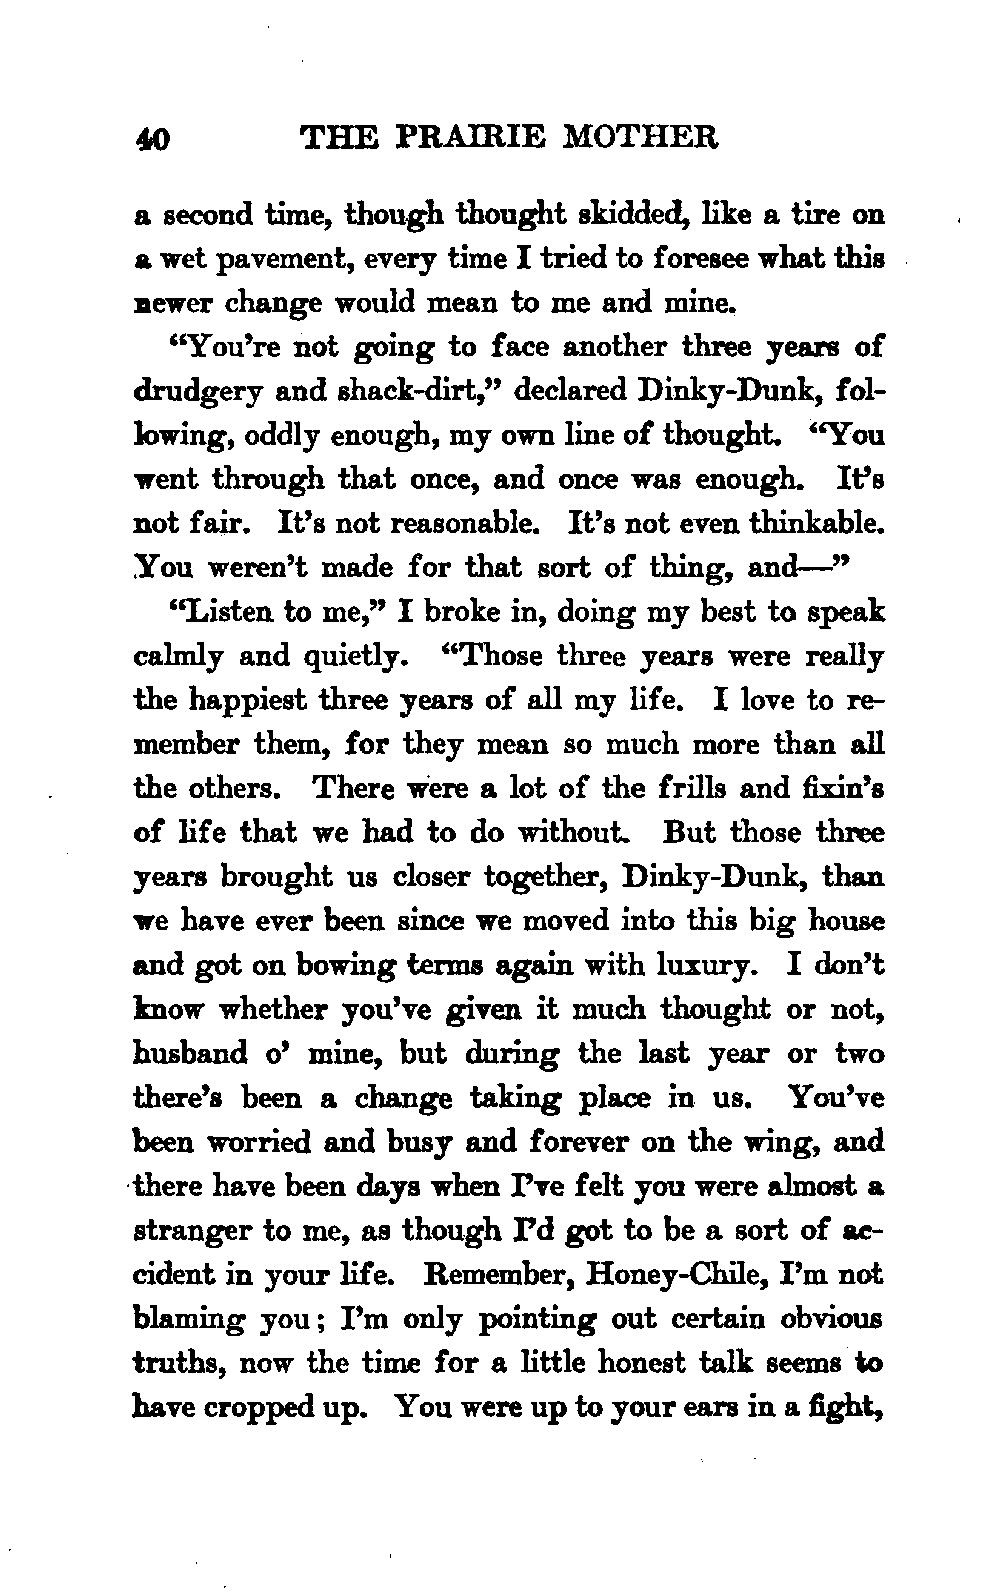 40 THE PRAIRIE MOTHER
a second time, though thought skidded, like a tire on
a wet pavement, every time I tried to foresee what this
newer change would mean to me and mine.
“You’re not going to face another three years of
drudgery and shack-dirt,” declared Dinky-Dunk, fol-
lowing, oddly enough, my own line of thought. “You
went through that once, and once was enough. It’s
not fair. It’s not reasonable. It’s not even thinkable.
You weren’t made for that sort of thing, and—”
“Listen to me,” I broke in, doing my best to speak
calmly and quietly. “Those three years were really
the happiest three years of all my life. I love to re-
member them, for they mean so much more than all
the others. There were a lot of the frills and fixin’s
of life that we had to do without. But those three
years brought us closer together, Dinky-Dunk, than
we have ever been since we moved into this big house
and got on bowing terms again with luxury. I don’t
know whether you’ve given it much thought or not,
husband o’ mine, but during the last year or two
there’s been a change taking place in us. You’ve
been worried and busy and forever on the wing, and
there have been days when I’ve felt you were almost a
stranger to me, as though I’d got to be a sort of ac-
cident in your life. Remember, Honey-Chile, I’m not
blaming you; I’m only pointing out certain obvious
truths, now the time for a little honest talk seems to
have cropped up. You were up to your ears in a fight,